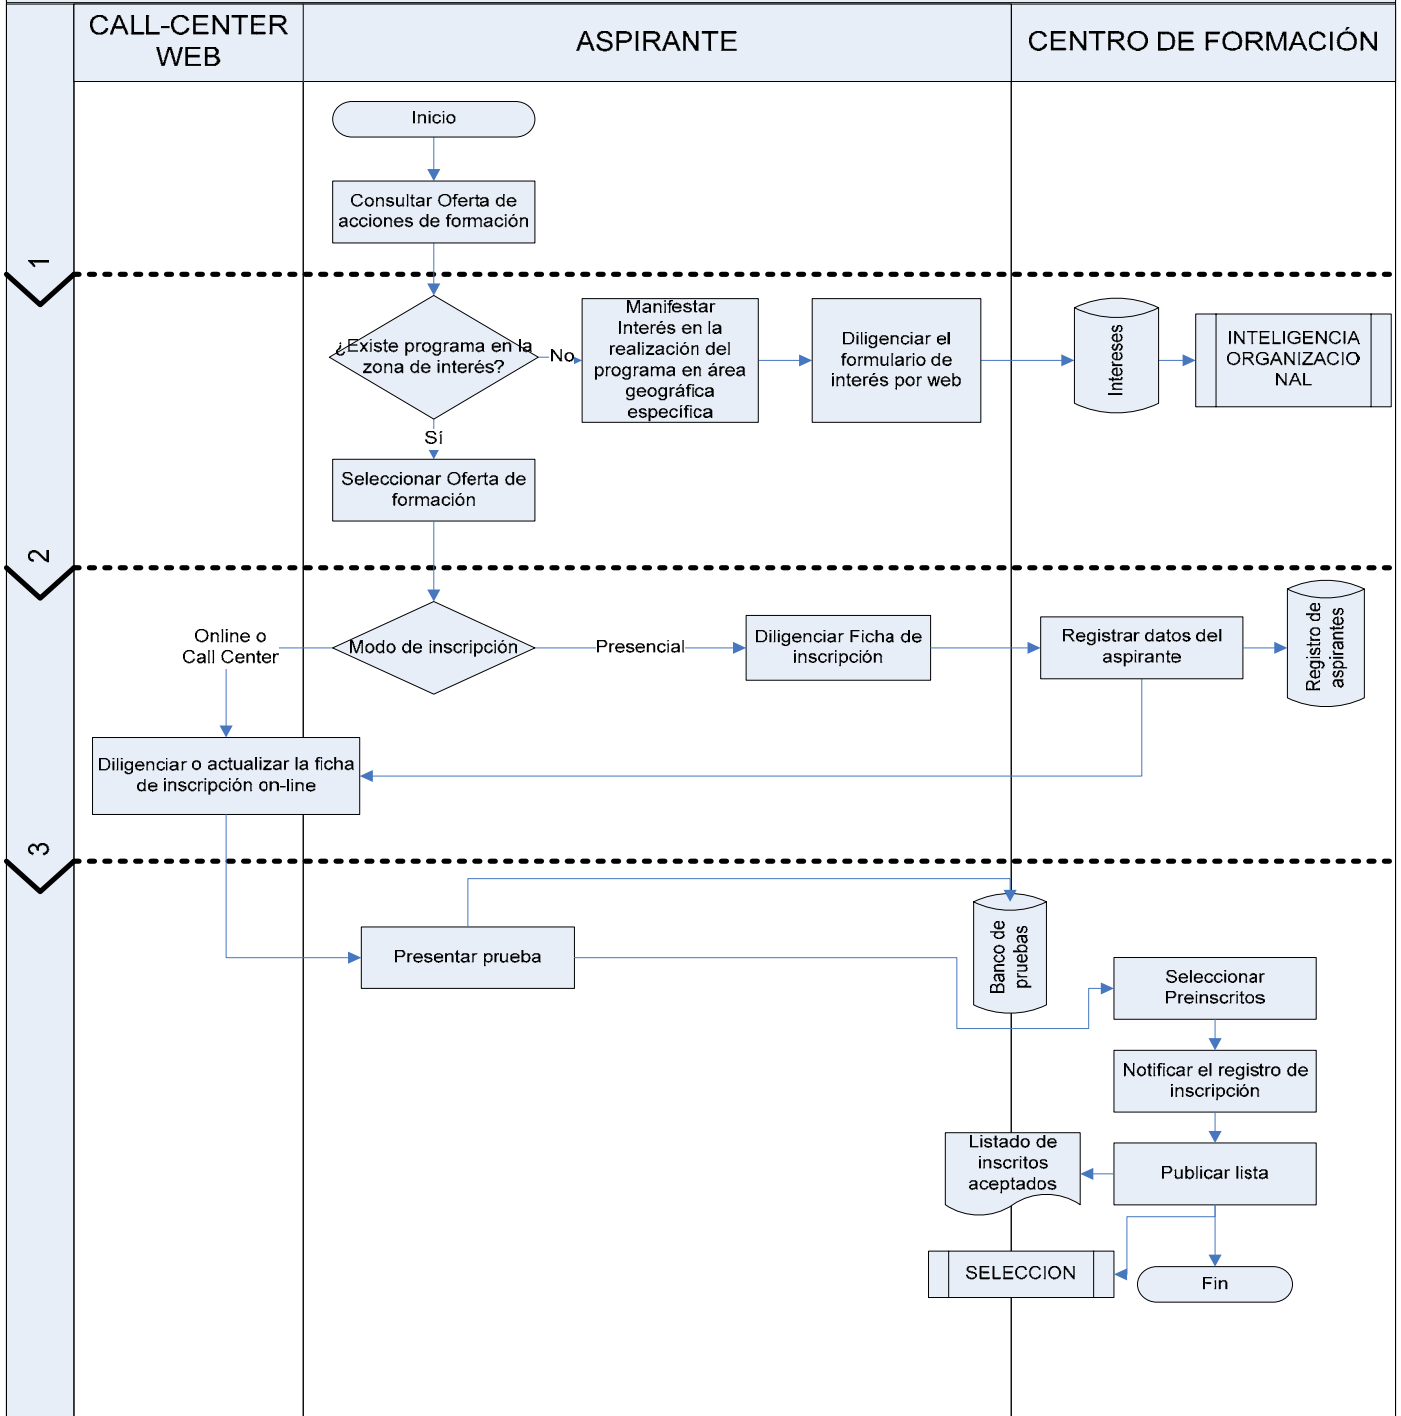 CALL-CENTER
WEB
ASPIRANTE
CENTRO DE FORMACIÓN
Inicio
Consultar Oferta de
acciones de formación
1
¿Existe programa en la
zona de interés?
No
Manifestar
Interés en la
realización del
programa en área
geográfica
específica
Diligenciar el
formulario de
interés por web
Intereses
INTELIGENCIA
ORGANIZACIO
NAL
Sí
Seleccionar Oferta de
formación
2
Online o
Call Center
Modo de inscripción
Presencial
Diligenciar Ficha de
inscripción
Registrar datos del
aspirante
Registro de
aspirantes
Diligenciar o actualizar la ficha
de inscripción on-line
3
Presentar prueba
Banco de
pruebas
Seleccionar
Preinscritos
Notificar el registro de
inscripción
Listado de
inscritos
aceptados
Publicar lista
SELECCION
Fin